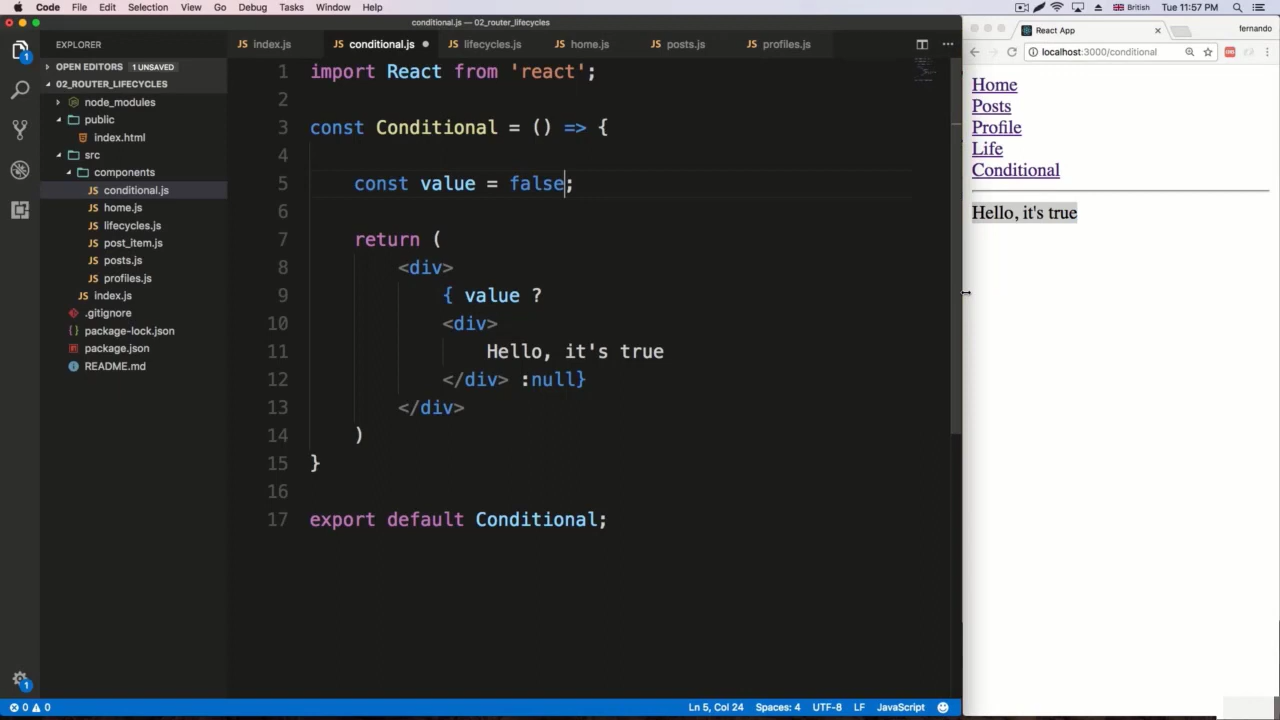 Code File Edit Selection View Go Debug Tasks Window Help British Tue 11:57 PM
conditional.js — 02_router_lifecycles
React App fernando
EXPLORER
index.js conditional.js lifecycles.js home.js posts.js profiles.js
localhost:3000/conditional
OPEN EDITORS 1 UNSAVED
02_ROUTER_LIFECYCLES
node_modules
public
index.html
src
components
conditional.js
home.js
lifecycles.js
post_item.js
posts.js
profiles.js
index.js
.gitignore
package-lock.json
package.json
README.md
1 import React from 'react';
2
3 const Conditional = () => {
4
5 const value = false;
6
7 return (
8 <div>
9 { value ?
10 <div>
11 Hello, it's true
12 </div> :null}
13 </div>
14 )
15 }
16
17 export default Conditional;
Home
Posts
Profile
Life
Conditional
Hello, it's true
1
1
0 0 Ln 5, Col 24 Spaces: 4 UTF-8 LF JavaScript